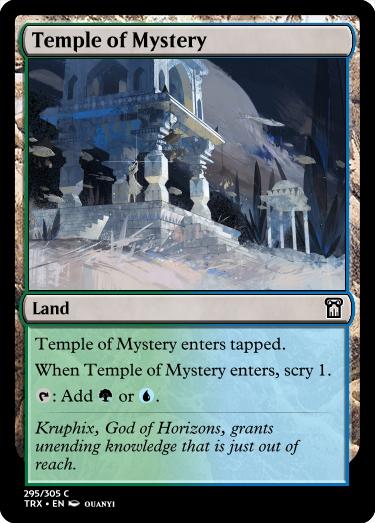 Temple of Mystery
Land
Temple of Mystery enters tapped.
When Temple of Mystery enters, scry 1.
: Add or .
Kruphix, God of Horizons, grants
unending knowledge that is just out of
reach.
295/305 C
TRX • EN OUANYI